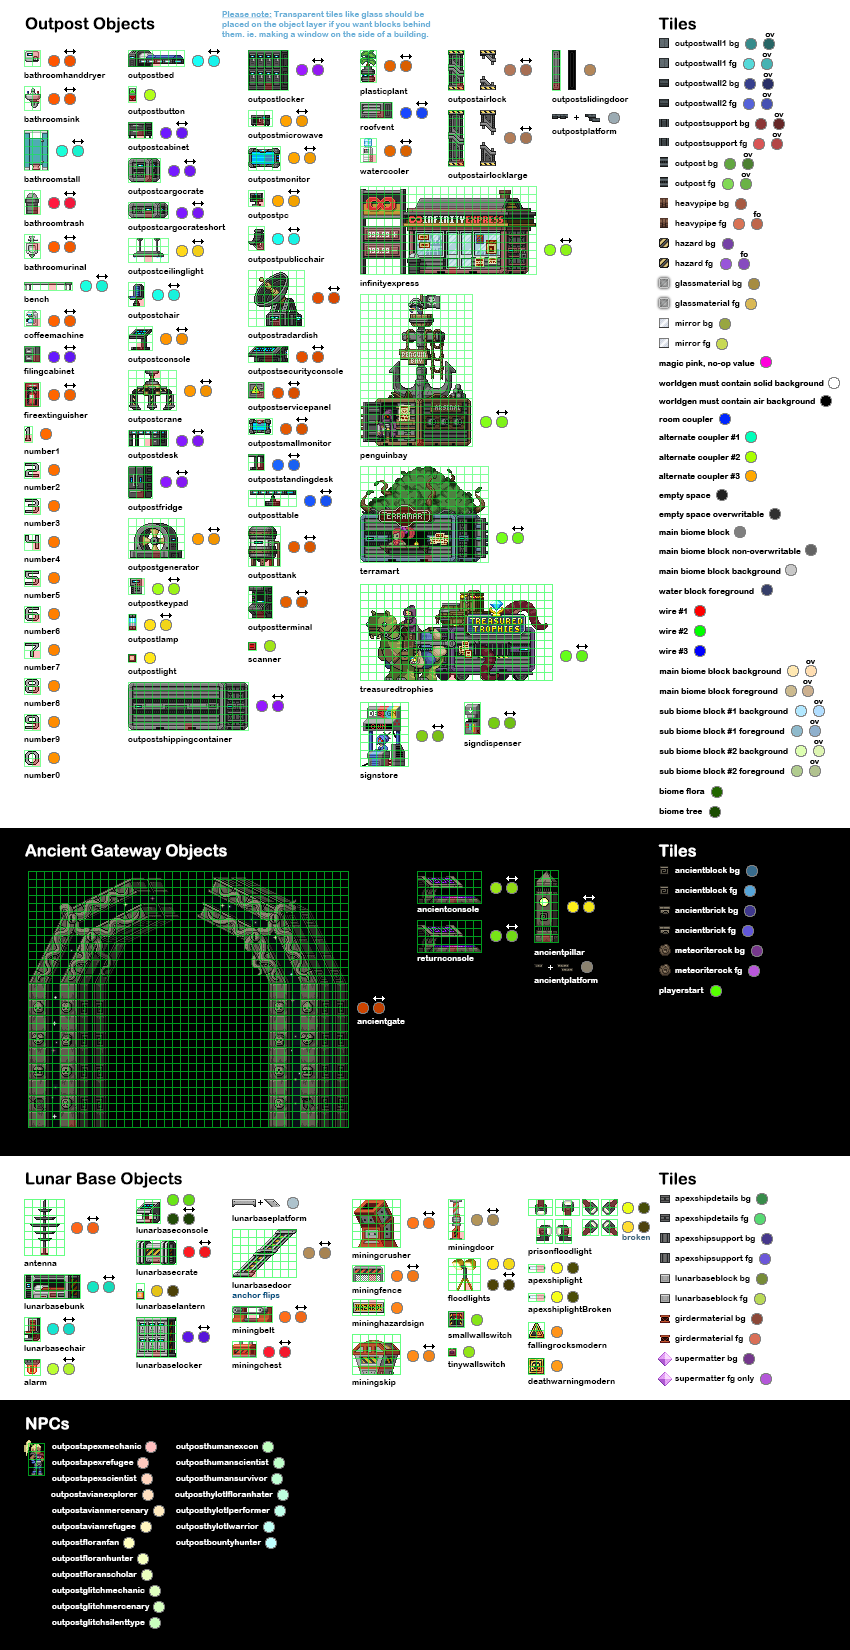 Outpost Objects
Please note: Transparent tiles like glass should be
placed on the object layer if you want blocks behind
them. ie. making a window on the side of a building.
bathroomhanddryer
bathroomsink
bathroomstall
bathroomtrash
bathroomurinal
bench
coffeemachine
filingcabinet
fireextinguisher
number1
number2
number3
number4
number5
number6
number7
number8
number9
number0
outpostbed
outpostbutton
outpostcabinet
outpostcargocrate
outpostcargocrateshort
outpostceilinglight
outpostchair
outpostconsole
outpostcrane
outpostdesk
outpostfridge
outpostgenerator
outpostkeypad
outpostlamp
outpostlight
outpostshippingcontainer
outpostlocker
outpostmicrowave
outpostmonitor
outpostpc
outpostpublicchair
outpostradardish
outpostsecurityconsole
outpostservicepanel
outpostsmallmonitor
outpoststandingdesk
outposttable
outposttank
outpostterminal
scanner
plasticplant
roofvent
watercooler
outpostairlock
outpostairlocklarge
outpostslidingdoor
+
outpostplatform
INFINITYEXPRESS
infinityexpress
PENGUIN
BAY
ARSENAL
penguinbay
TERRAMART
terramart
TREASURED
TROPHIES
treasuredtrophies
DESIGN
signstore
signdispenser
Tiles
outpostwall1 bg
ov
outpostwall1 fg
ov
outpostwall2 bg
ov
outpostwall2 fg
ov
outpostsupport bg
ov
outpostsupport fg
ov
outpost bg
ov
outpost fg
ov
heavypipe bg
heavypipe fg
fo
hazard bg
hazard fg
fo
glassmaterial bg
glassmaterial fg
mirror bg
mirror fg
magic pink, no-op value
worldgen must contain solid background
worldgen must contain air background
room coupler
alternate coupler #1
alternate coupler #2
alternate coupler #3
empty space
empty space overwritable
main biome block
main biome block non-overwritable
main biome block background
water block foreground
wire #1
wire #2
wire #3
main biome block background
ov
main biome block foreground
ov
sub biome block #1 background
ov
sub biome block #1 foreground
ov
sub biome block #2 background
ov
sub biome block #2 foreground
ov
biome flora
biome tree
Ancient Gateway Objects
ancientgate
ancientconsole
returnconsole
ancientpillar
+
ancientplatform
Tiles
ancientblock bg
ancientblock fg
ancientbrick bg
ancientbrick fg
meteoriterock bg
meteoriterock fg
playerstart
Lunar Base Objects
antenna
lunarbasebunk
lunarbasechair
alarm
lunarbaseconsole
lunarbasecrate
lunarbaselantern
lunarbaselocker
+
lunarbaseplatform
lunarbasedoor
anchor flips
miningbelt
miningchest
miningcrusher
miningfence
HAZARD!
mininghazardsign
miningskip
miningdoor
floodlights
smallwallswitch
tinywallswitch
prisonfloodlight
broken
apexshiplight
apexshiplightBroken
fallingrocksmodern
deathwarningmodern
Tiles
apexshipdetails bg
apexshipdetails fg
apexshipsupport bg
apexshipsupport fg
lunarbaseblock bg
lunarbaseblock fg
girdermaterial bg
girdermaterial fg
supermatter bg
supermatter fg only
NPCs
outpostapexmechanic
outpostapexrefugee
outpostapexscientist
outpostavianexplorer
outpostavianmercenary
outpostavianrefugee
outpostfloranfan
outpostfloranhunter
outpostfloranscholar
outpostglitchmechanic
outpostglitchmercenary
outpostglitchsilenttype
outposthumanexcon
outposthumanscientist
outposthumansurvivor
outposthylotlfloranhater
outposthylotlperformer
outposthylotlwarrior
outpostbountyhunter